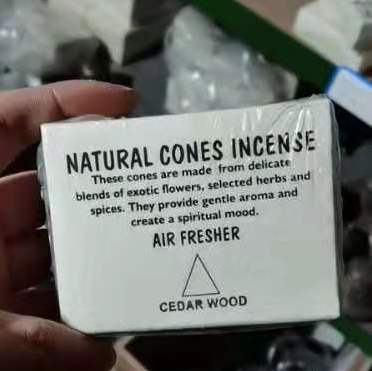 NATURAL CONES INCENSE
These cones are made from delicate
blends of exotic flowers, selected herbs and
spices. They provide gentle aroma and
create a spiritual mood.
AIR FRESHER
CEDAR WOOD